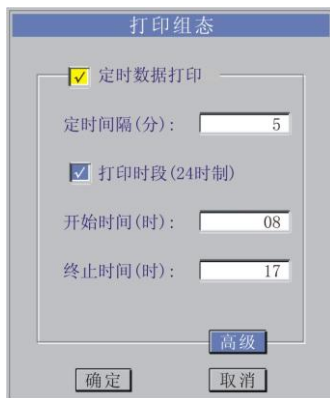 打印组态
定时数据打印
定时间隔(分): 5
打印时段(24时制)
开始时间(时): 08
终止时间(时): 17
高级
确定 取消